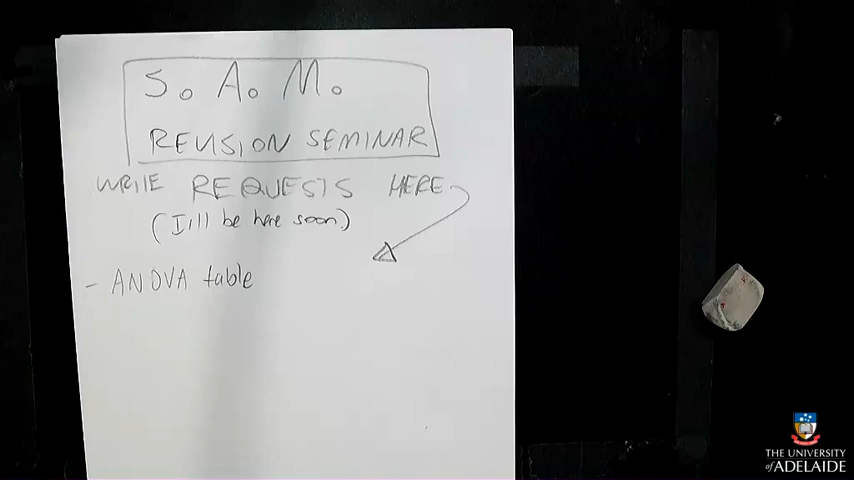 S. A. M.
REVISION SEMINAR
WRITE REQUESTS HERE
(I'll be here soon)
- ANOVA table
THE UNIVERSITY
of ADELAIDE